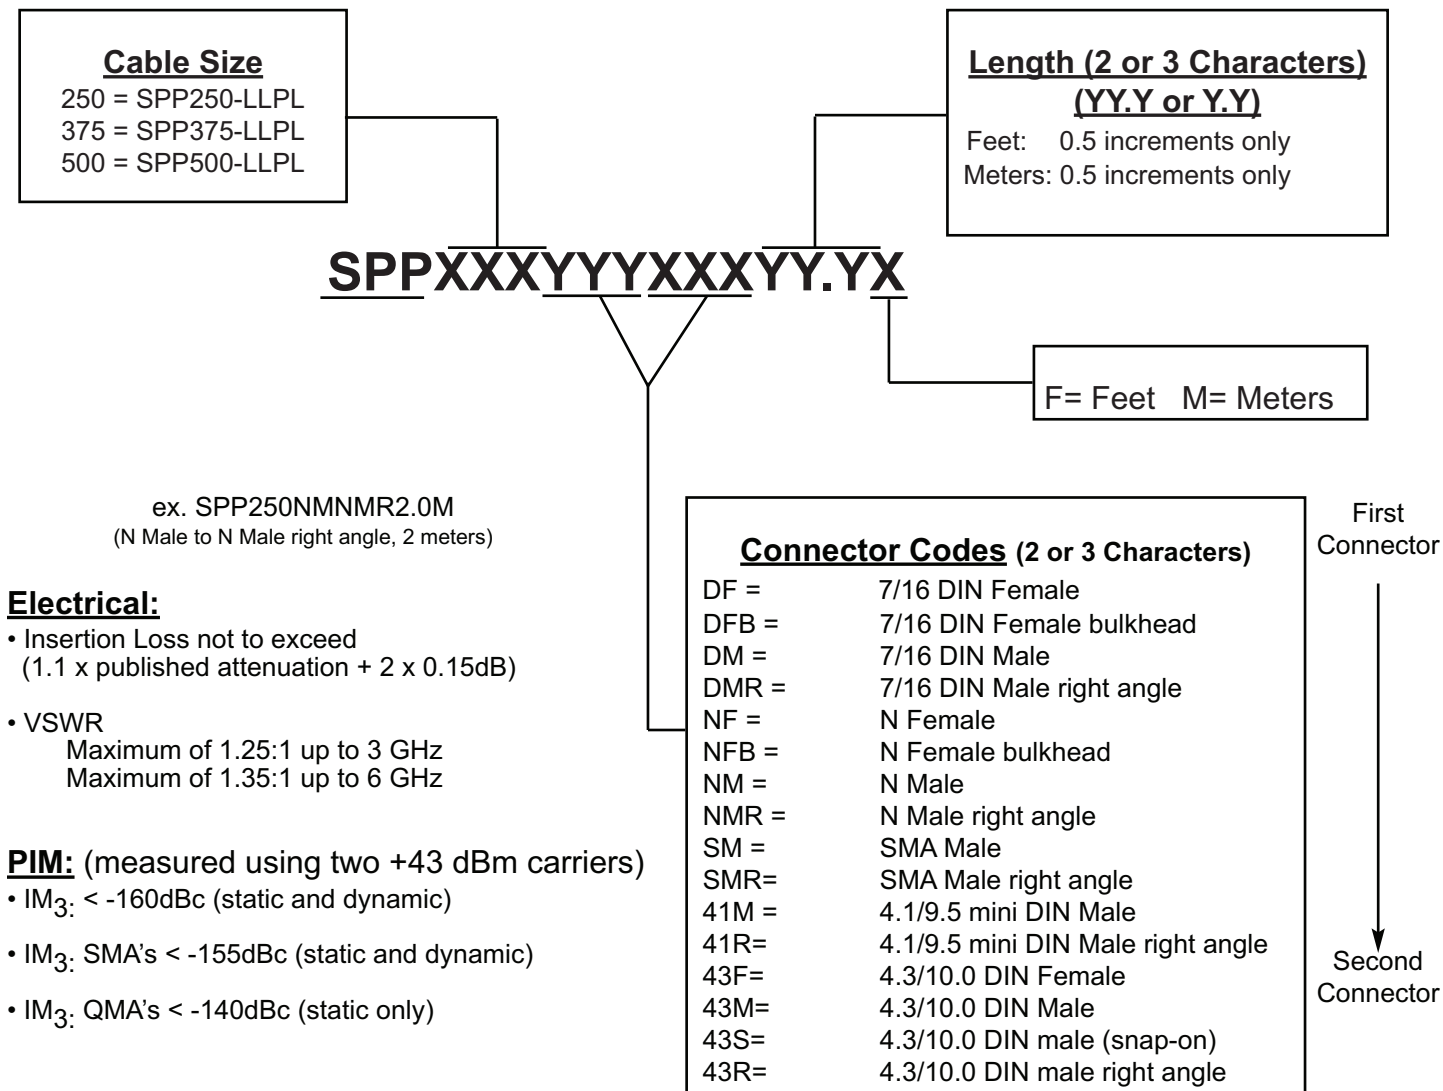 Cable Size
250 = SPP250-LLPL
375 = SPP375-LLPL
500 = SPP500-LLPL
Length (2 or 3 Characters)
(YY.Y or Y.Y)
Feet: 0.5 increments only
Meters: 0.5 increments only
SPPXXXYYYXXXYY.YX
F= Feet M= Meters
ex. SPP250NMNMR2.0M
(N Male to N Male right angle, 2 meters)
Electrical:
• Insertion Loss not to exceed
(1.1 x published attenuation + 2 x 0.15dB)
• VSWR
Maximum of 1.25:1 up to 3 GHz
Maximum of 1.35:1 up to 6 GHz
PIM: (measured using two +43 dBm carriers)
• IM3: < -160dBc (static and dynamic)
• IM3: SMA's < -155dBc (static and dynamic)
• IM3: QMA's < -140dBc (static only)
Connector Codes (2 or 3 Characters)
DF = 7/16 DIN Female
DFB = 7/16 DIN Female bulkhead
DM = 7/16 DIN Male
DMR = 7/16 DIN Male right angle
NF = N Female
NFB = N Female bulkhead
NM = N Male
NMR = N Male right angle
SM = SMA Male
SMR= SMA Male right angle
41M = 4.1/9.5 mini DIN Male
41R= 4.1/9.5 mini DIN Male right angle
43F= 4.3/10.0 DIN Female
43M= 4.3/10.0 DIN Male
43S= 4.3/10.0 DIN male (snap-on)
43R= 4.3/10.0 DIN male right angle
First
Connector
Second
Connector